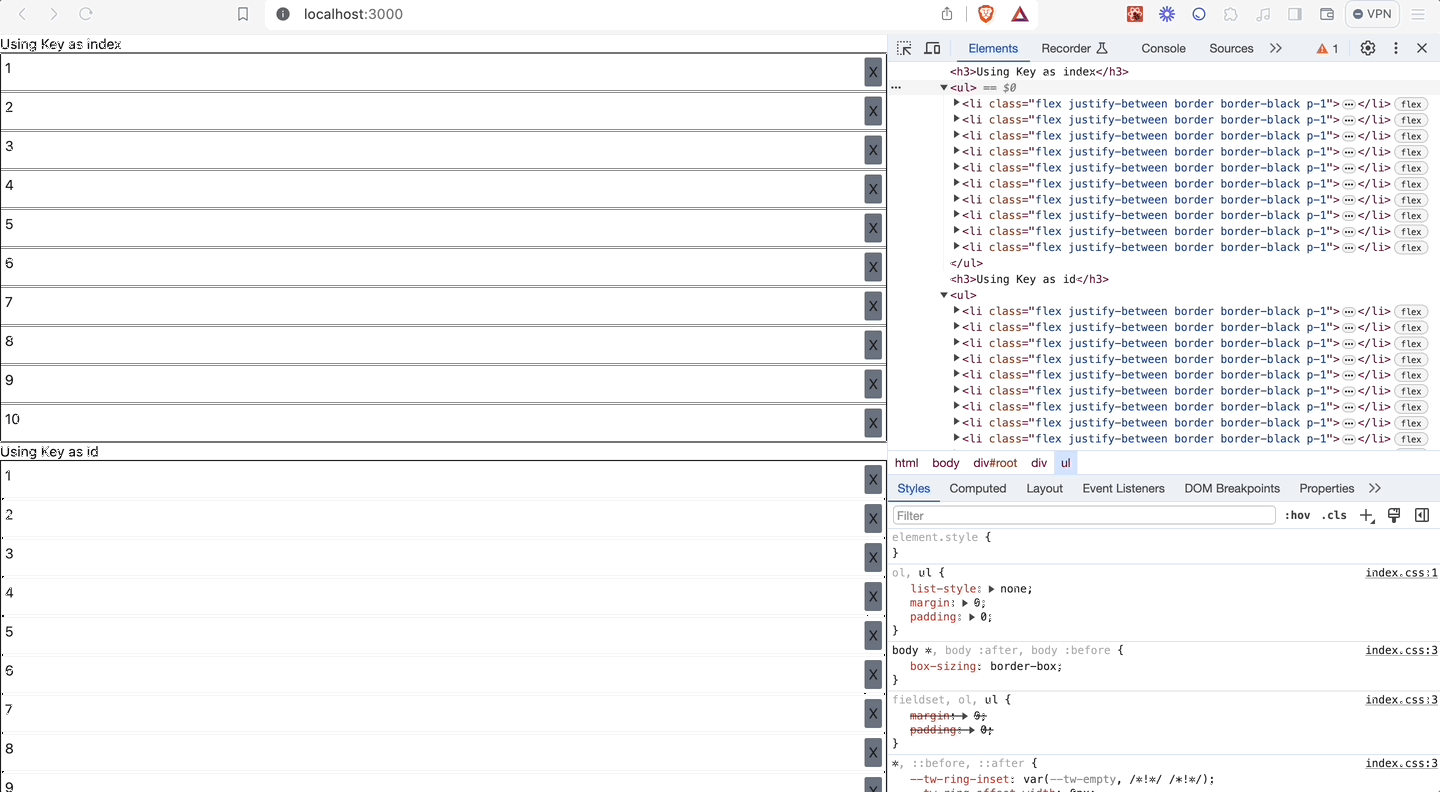 localhost:3000
VPN
Using Key as index
1 X
2 X
3 X
4 X
5 X
6 X
7 X
8 X
9 X
10 X
Using Key as id
1 X
2 X
3 X
4 X
5 X
6 X
7 X
8 X
9 X
Elements Recorder Console Sources 1
<h3>Using Key as index</h3>
<ul> == $0
<li class="flex justify-between border border-black p-1"> </li> flex
<li class="flex justify-between border border-black p-1"> </li> flex
<li class="flex justify-between border border-black p-1"> </li> flex
<li class="flex justify-between border border-black p-1"> </li> flex
<li class="flex justify-between border border-black p-1"> </li> flex
<li class="flex justify-between border border-black p-1"> </li> flex
<li class="flex justify-between border border-black p-1"> </li> flex
<li class="flex justify-between border border-black p-1"> </li> flex
<li class="flex justify-between border border-black p-1"> </li> flex
<li class="flex justify-between border border-black p-1"> </li> flex
</ul>
<h3>Using Key as id</h3>
<ul>
<li class="flex justify-between border border-black p-1"> </li> flex
<li class="flex justify-between border border-black p-1"> </li> flex
<li class="flex justify-between border border-black p-1"> </li> flex
<li class="flex justify-between border border-black p-1"> </li> flex
<li class="flex justify-between border border-black p-1"> </li> flex
<li class="flex justify-between border border-black p-1"> </li> flex
<li class="flex justify-between border border-black p-1"> </li> flex
<li class="flex justify-between border border-black p-1"> </li> flex
<li class="flex justify-between border border-black p-1"> </li> flex
html body div#root div ul
Styles Computed Layout Event Listeners DOM Breakpoints Properties
Filter :hov .cls
element.style {
}
ol, ul { index.css:1
list-style: none;
margin: 0;
padding: 0;
}
body *, body :after, body :before { index.css:3
box-sizing: border-box;
}
fieldset, ol, ul { index.css:3
margin: 0;
padding: 0;
}
*, ::before, ::after { index.css:3
--tw-ring-inset: var(--tw-empty, /*!*/ /*!*/);
--tw-ring-offset-width: 0px;